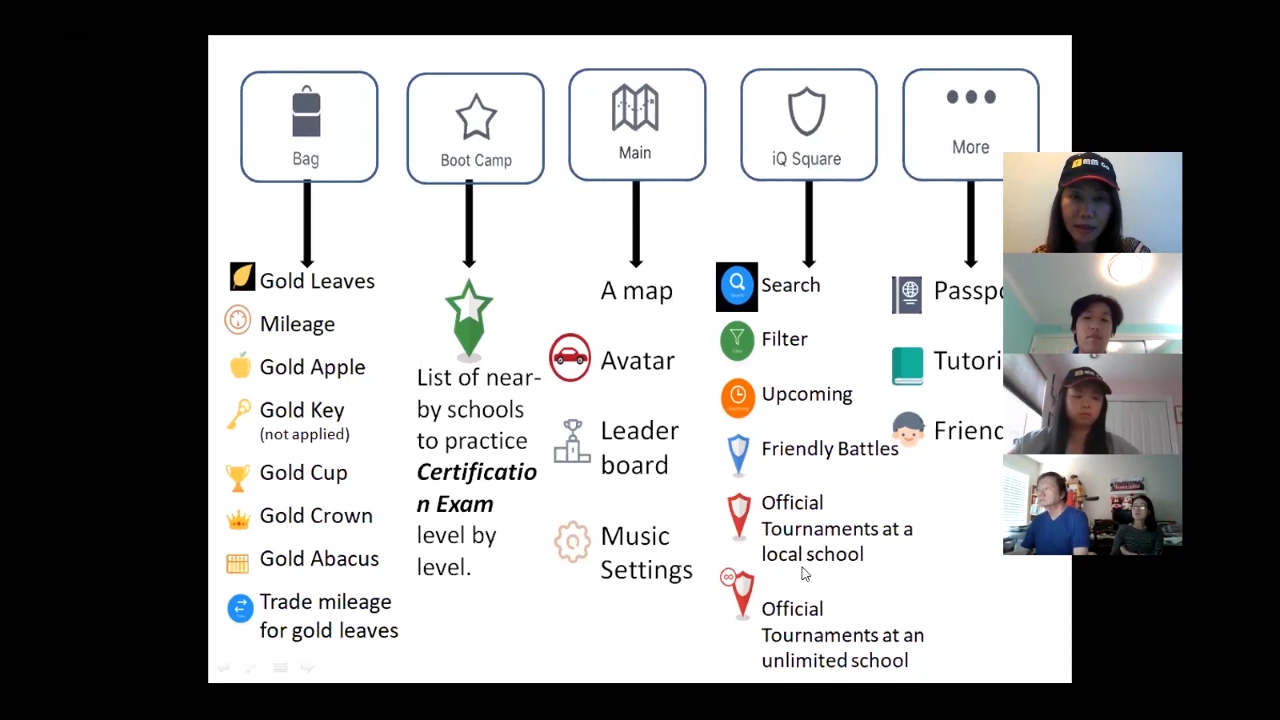 Bag
Boot Camp
Main
iQ Square
More
Gold Leaves
Mileage
Gold Apple
Gold Key
(not applied)
Gold Cup
Gold Crown
Gold Abacus
Trade mileage
for gold leaves
List of near-
by schools
to practice
Certificatio
n Exam
level by
level.
A map
Avatar
Leader
board
Music
Settings
Search
Filter
Upcoming
Friendly Battles
Official
Tournaments at a
local school
Official
Tournaments at an
unlimited school
Passpo
Tutori
Friend